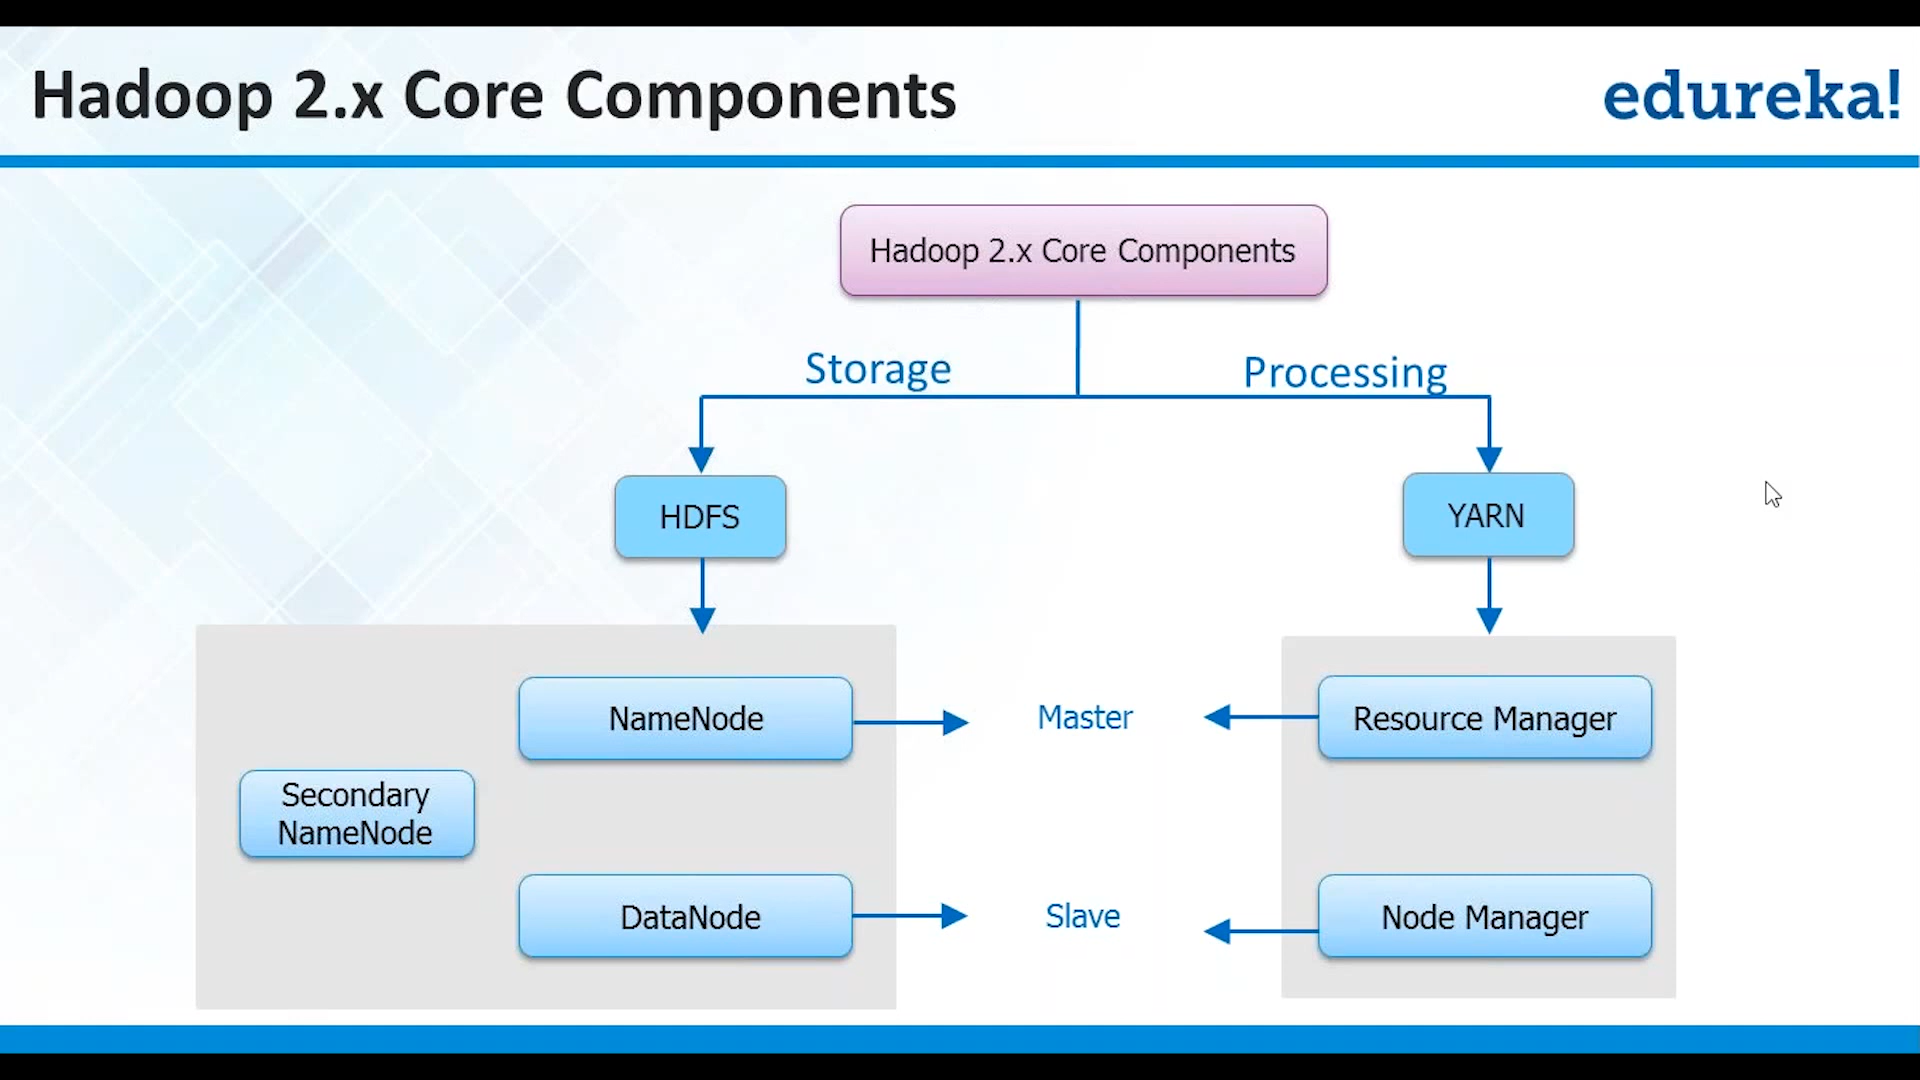 Hadoop 2.x Core Components
edureka!
Hadoop 2.x Core Components
Storage
Processing
HDFS
YARN
NameNode
Master
Resource Manager
Secondary
NameNode
DataNode
Slave
Node Manager